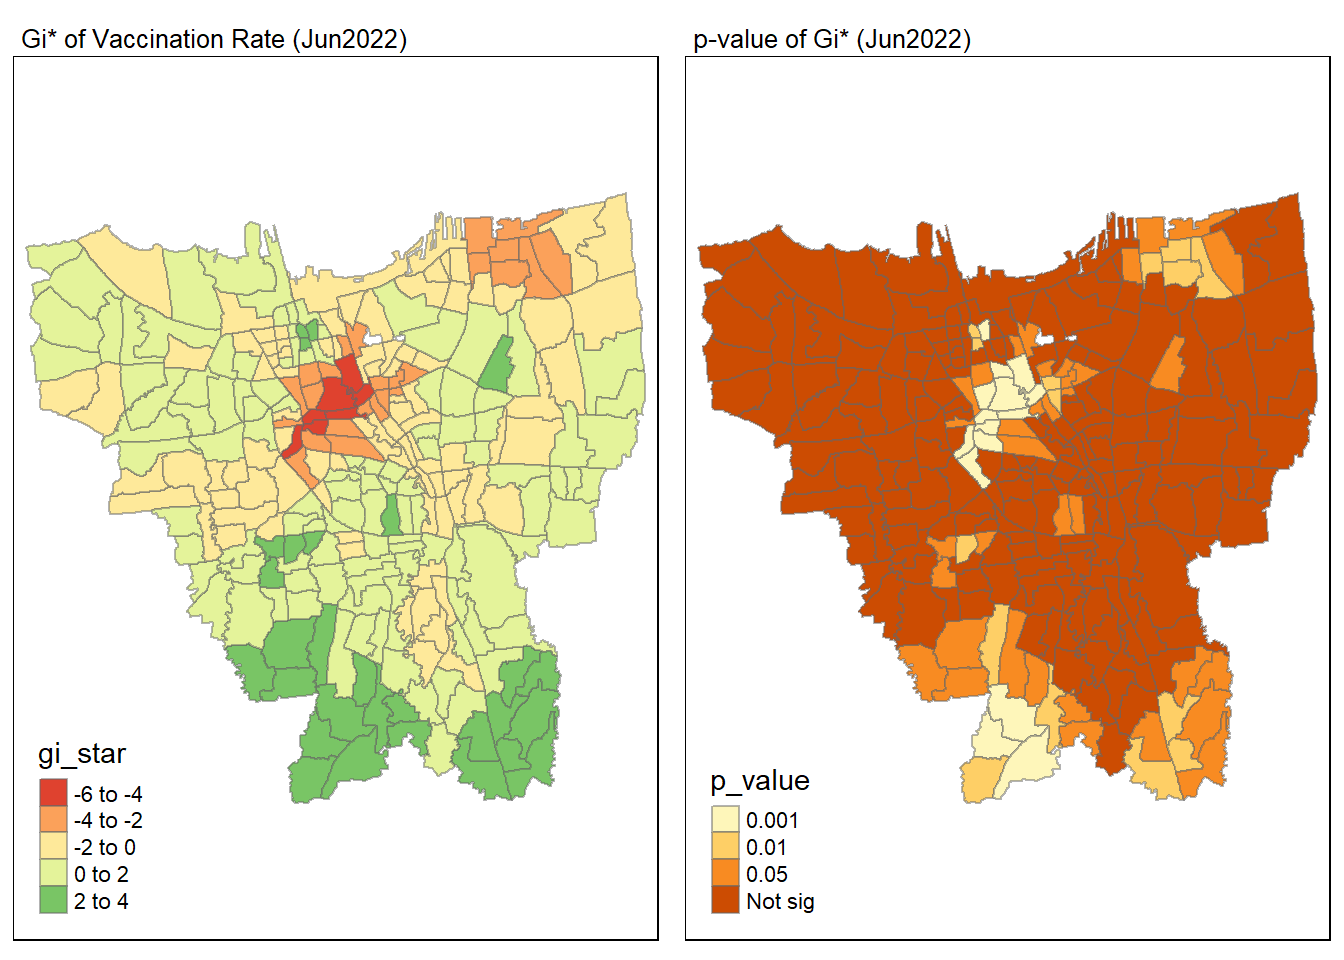 Gi* of Vaccination Rate (Jun2022)
gi_star
-6 to -4
-4 to -2
-2 to 0
0 to 2
2 to 4
p-value of Gi* (Jun2022)
p_value
0.001
0.01
0.05
Not sig